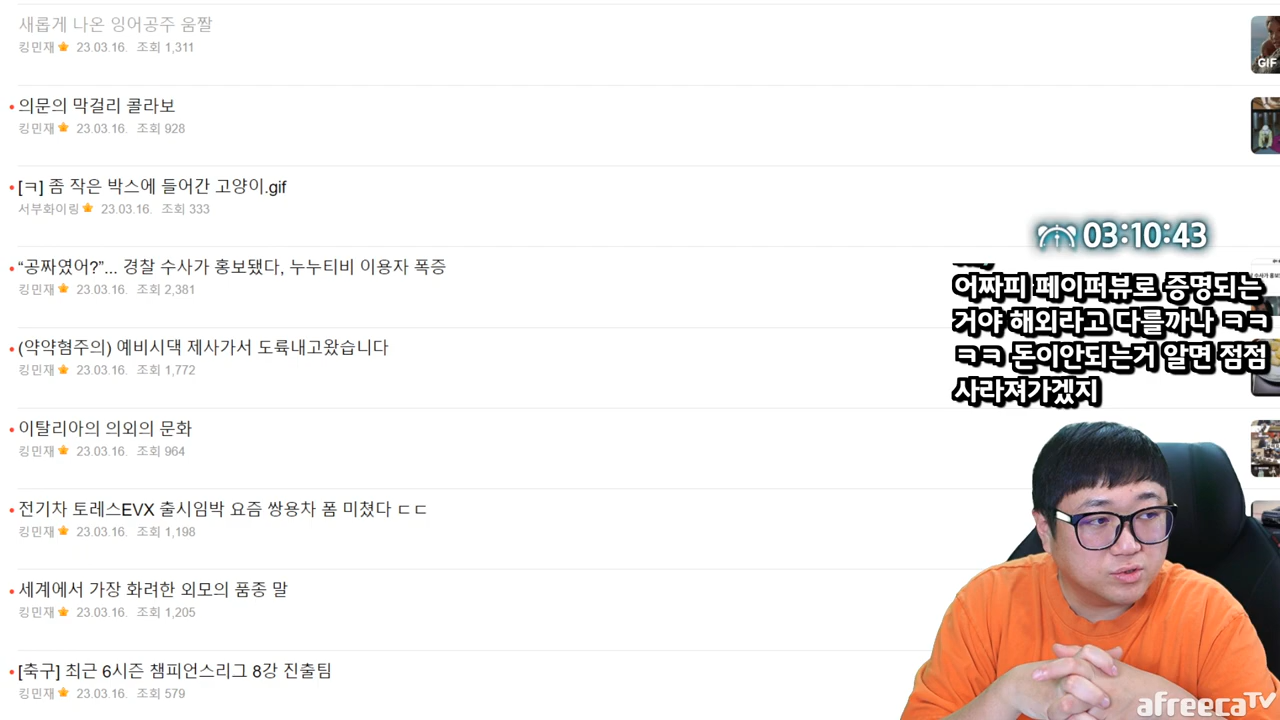 새롭게 나온 잉어공주 움짤
킹민재 23.03.16. 조회 1,311
GIF
의문의 막걸리 콜라보
킹민재 23.03.16. 조회 928
[ㅋ] 좀 작은 박스에 들어간 고양이.gif
서부화이링 23.03.16. 조회 333
03:10:43
“공짜였어?”... 경찰 수사가 홍보됐다, 누누티비 이용자 폭증
킹민재 23.03.16. 조회 2,381
어짜피 페이퍼뷰로 증명되는
거야 해외라고 다를까나 ㅋㅋ
ㅋㅋ 돈이안되는거 알면 점점
사라져가겠지
(약약혐주의) 예비시댁 제사가서 도륙내고왔습니다
킹민재 23.03.16. 조회 1,772
이탈리아의 의외의 문화
킹민재 23.03.16. 조회 964
전기차 토레스EVX 출시임박 요즘 쌍용차 폼 미쳤다 ㄷㄷ
킹민재 23.03.16. 조회 1,198
세계에서 가장 화려한 외모의 품종 말
킹민재 23.03.16. 조회 1,205
[축구] 최근 6시즌 챔피언스리그 8강 진출팀
킹민재 23.03.16. 조회 579
afreecaTV